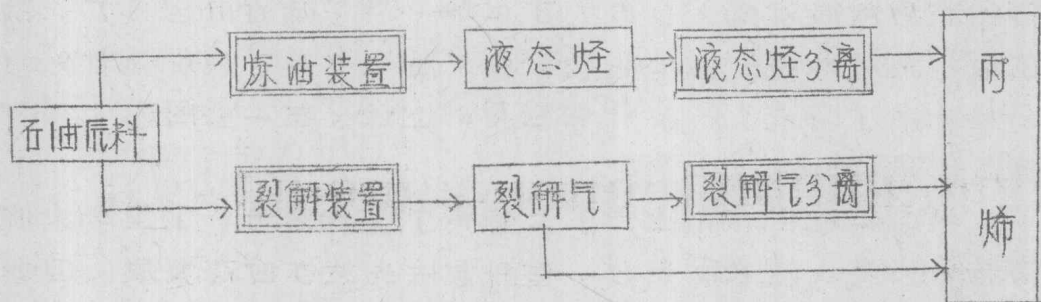 炼油装置 液态烃 液态烃分离
石油原料
裂解装置 裂解气 裂解气分离
丙
烯